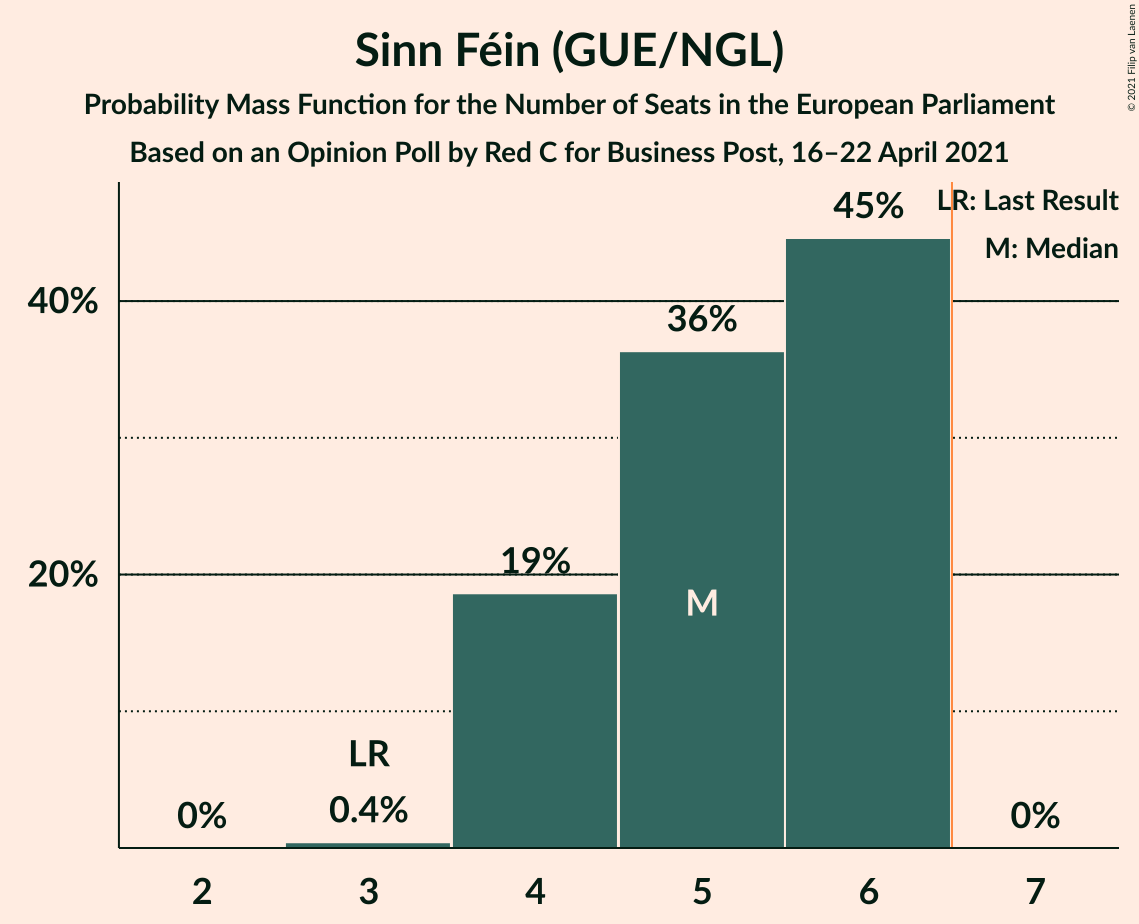 Sinn Féin (GUE/NGL)
Probability Mass Function for the Number of Seats in the European Parliament
Based on an Opinion Poll by Red C for Business Post, 16–22 April 2021
© 2021 Filip van Laenen
LR: Last Result
M: Median
45%
40%
36%
20%
19%
M
LR
0%
0.4%
0%
2
3
4
5
6
7